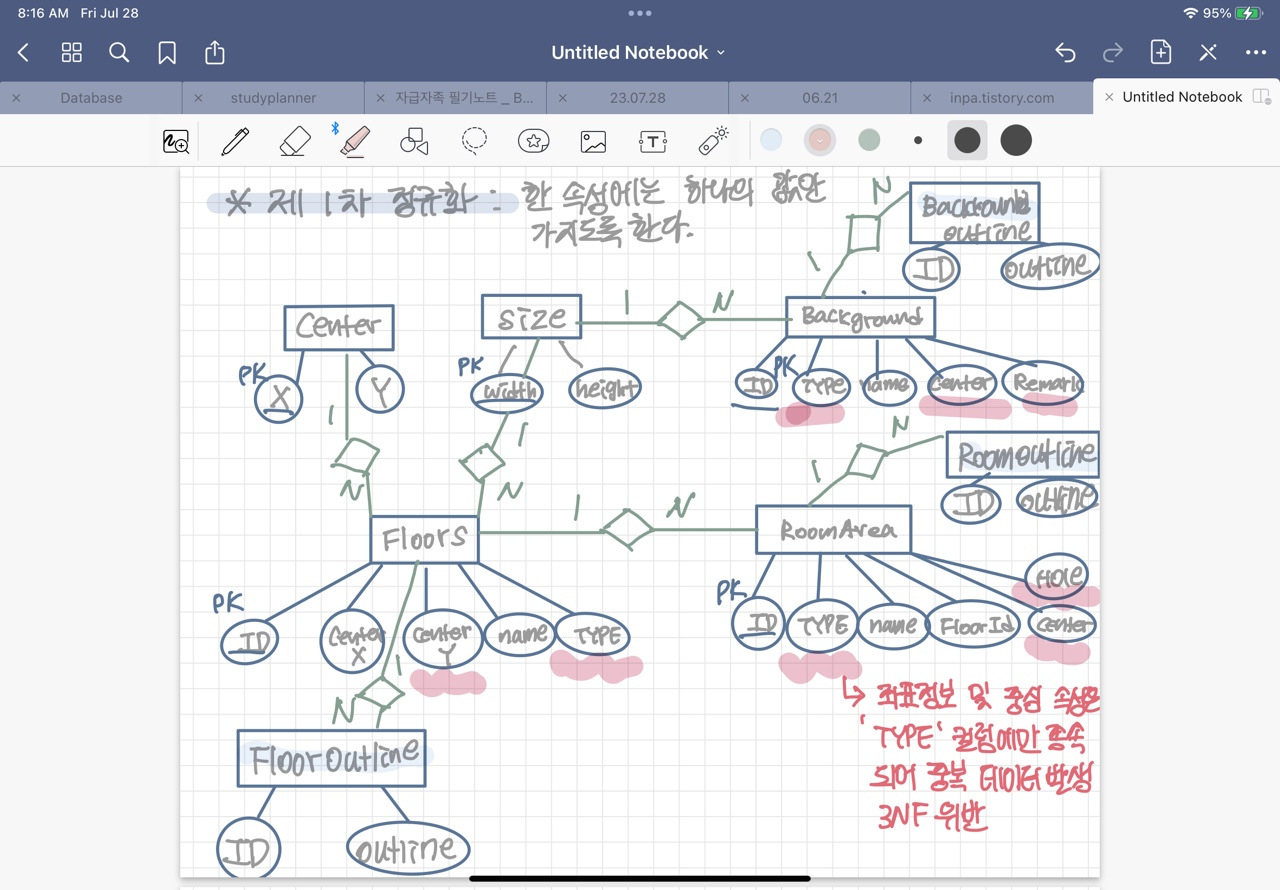 8:16 AM Fri Jul 28
95%
Untitled Notebook
Database
studyplanner
자급자족 필기노트 _ B...
23.07.28
06.21
inpa.tistory.com
Untitled Notebook
* 제 1차 정규화 : 한 속성에는 하나의 값만
가지도록 한다.
N
Background
outline
1
ID
outline
Center
size
1
N
Background
PK
X
Y
PK
width
height
PK
ID
TYPE
name
Center
Remark
1
1
N
N
N
1
Roomoutline
ID
outline
Floors
1
N
RoomArea
PK
ID
Center
X
Center
Y
name
TYPE
PK
ID
TYPE
name
FloorId
Center
Hole
1
N
FloorOutline
ID
outline
↳ 좌표정보 및 중심 속성은
'TYPE' 컬럼에만 종속
되어 중복 데이터 발생
3NF 위반